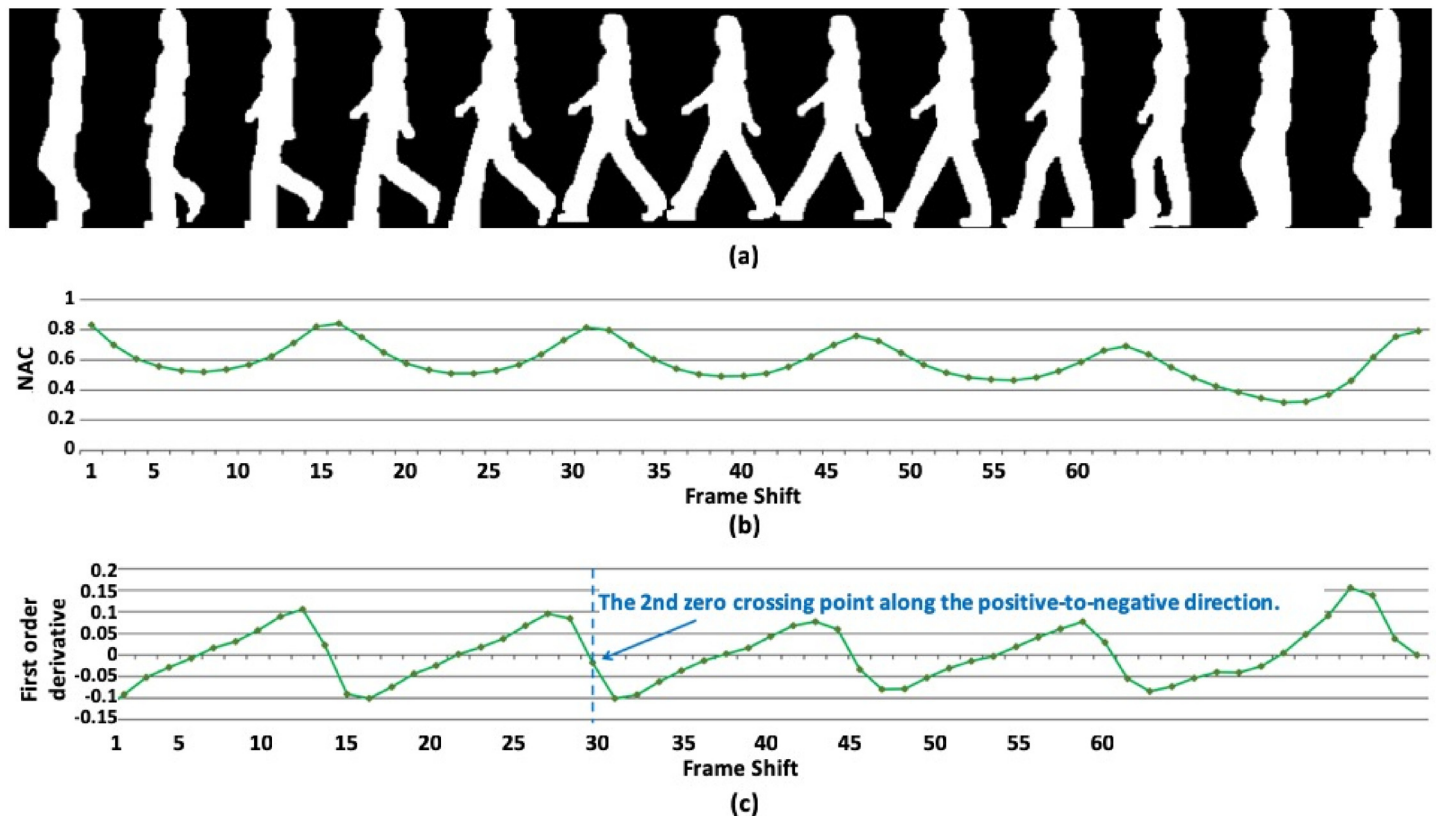 (a)
1
0.8
0.6
0.4
0.2
0
NAC
1 5 10 15 20 25 30 35 40 45 50 55 60
Frame Shift
(b)
0.2
0.15
0.1
0.05
0
-0.05
-0.1
-0.15
First order
derivative
The 2nd zero crossing point along the positive-to-negative direction.
1 5 10 15 20 25 30 35 40 45 50 55 60
Frame Shift
(c)